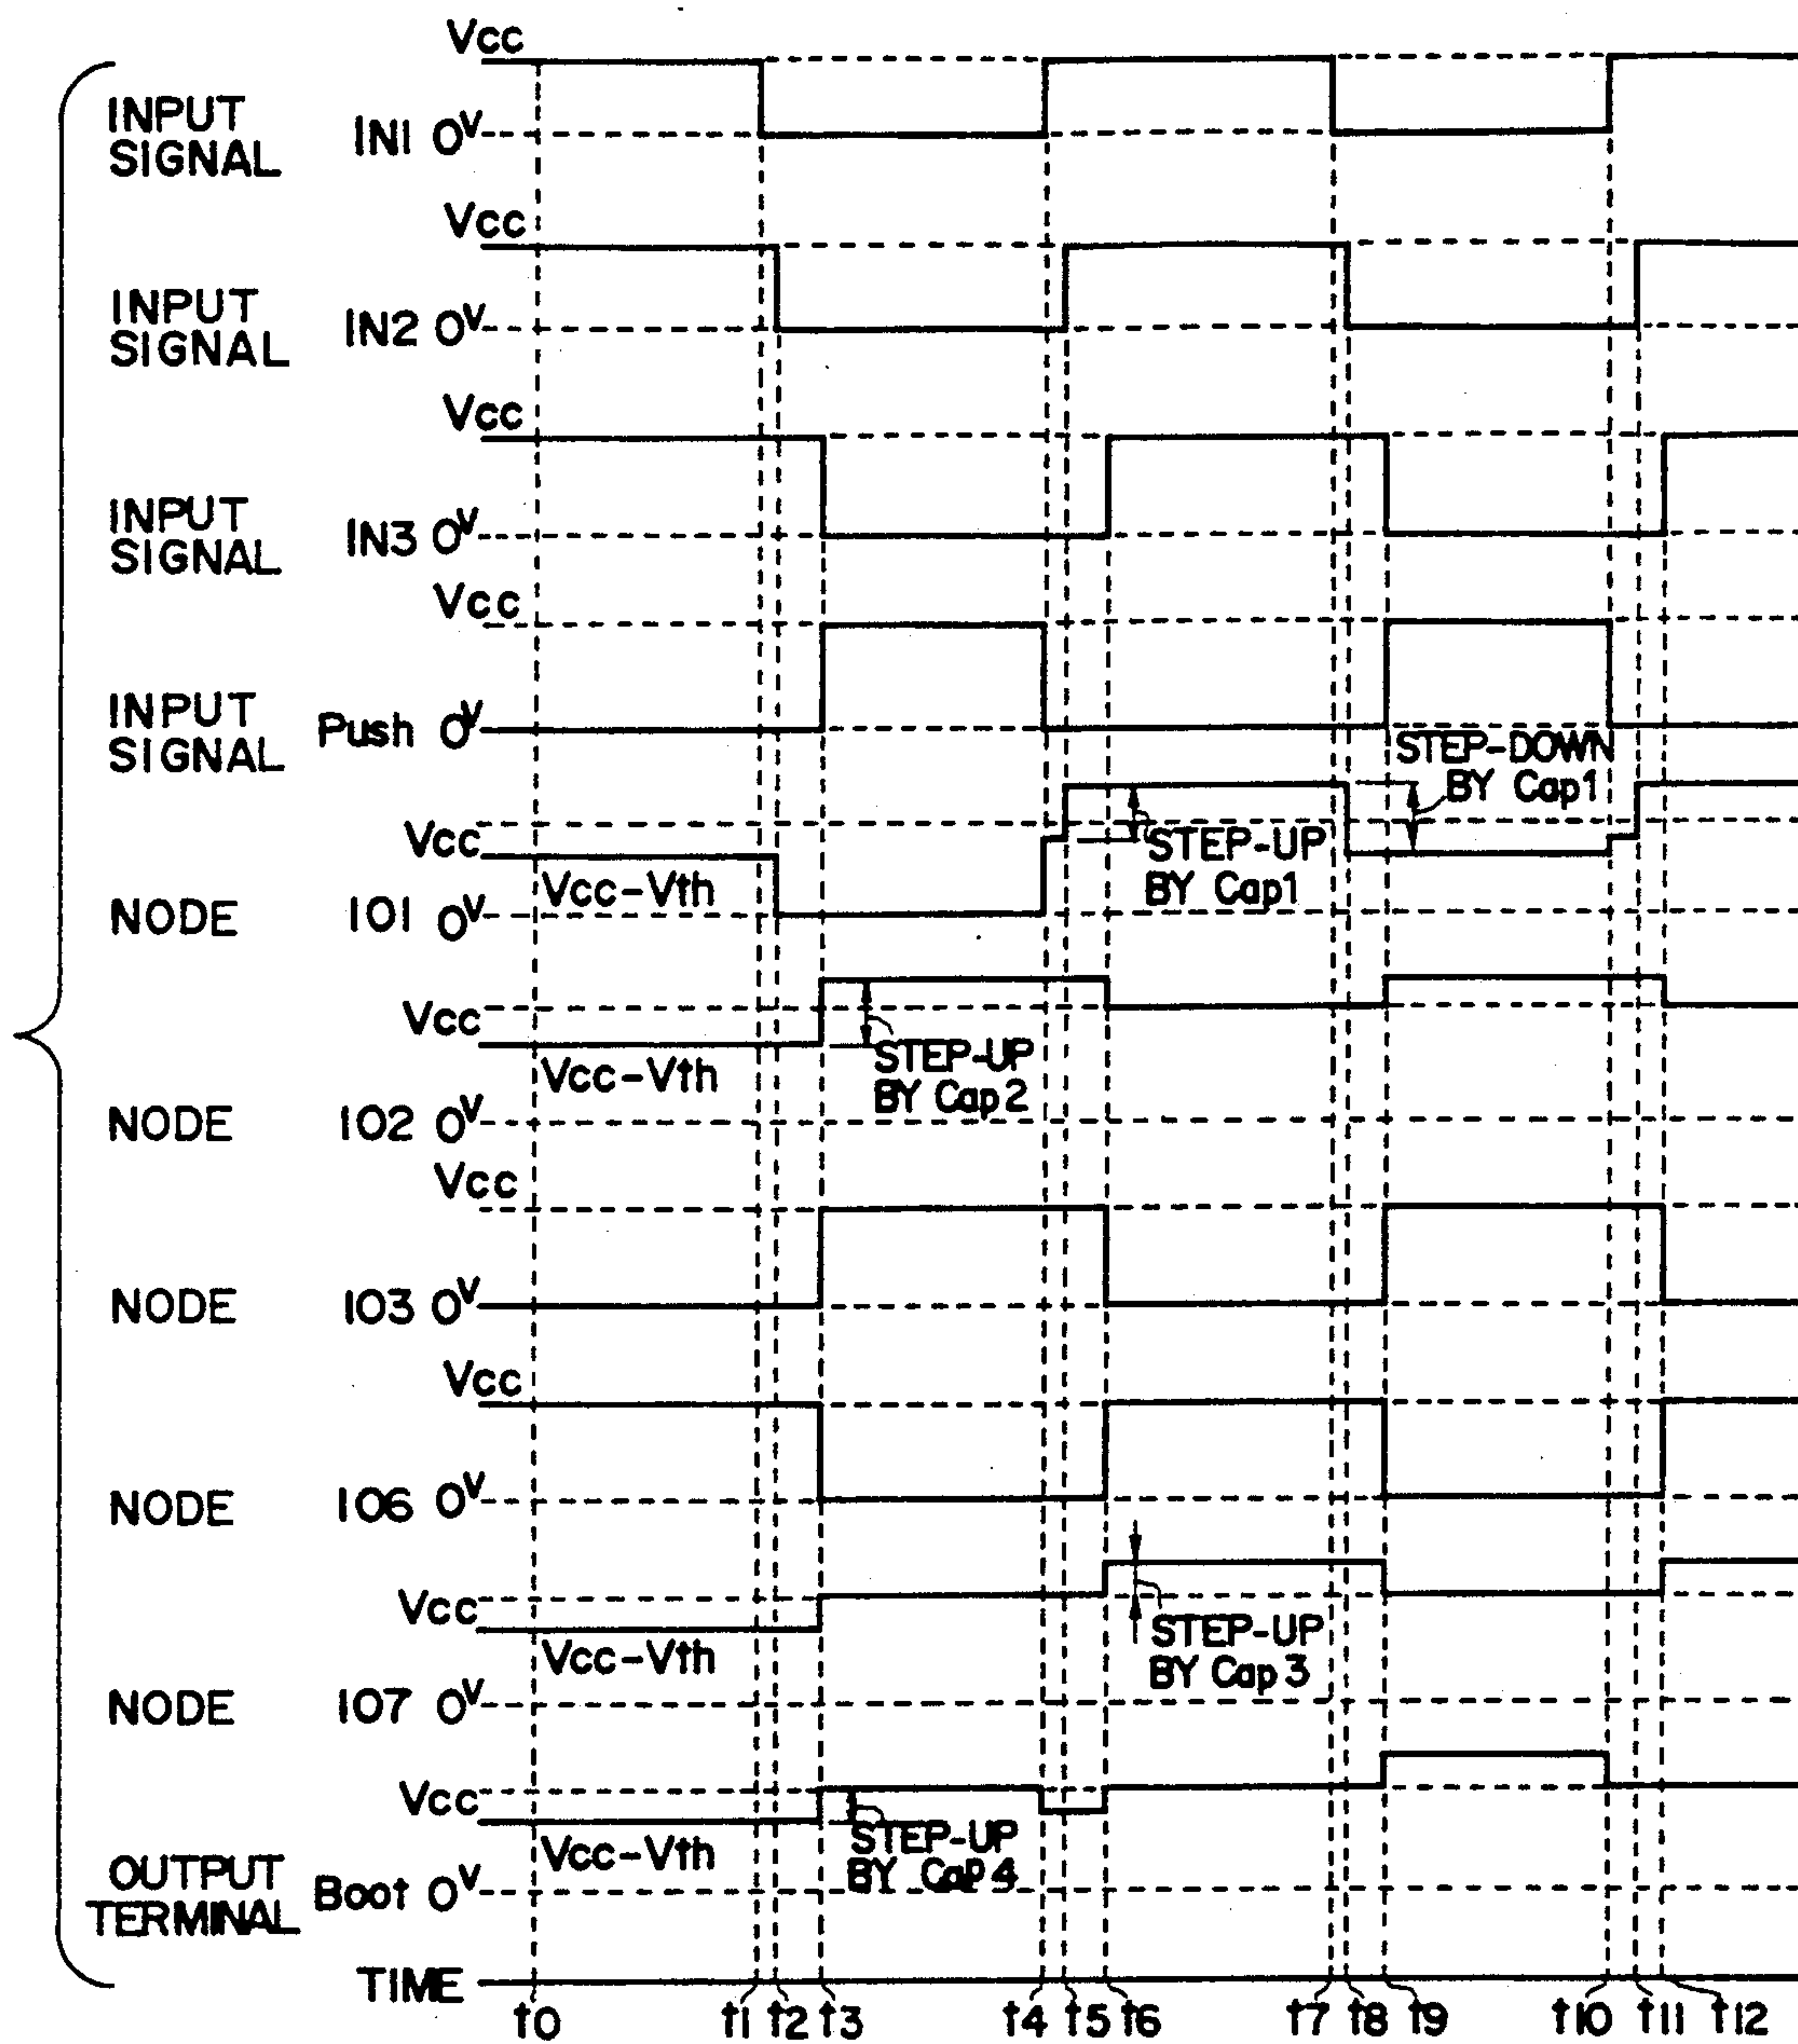 Vcc
INPUT
SIGNAL
IN1 0V
Vcc
INPUT
SIGNAL
IN2 0V
Vcc
INPUT
SIGNAL
IN3 0V
Vcc
INPUT
SIGNAL
Push 0V
STEP-DOWN
BY Cap1
Vcc
STEP-UP
BY Cap1
Vcc-Vth
NODE
101 0V
Vcc
STEP-UP
BY Cap2
Vcc-Vth
NODE
102 0V
Vcc
NODE
103 0V
Vcc
NODE
106 0V
Vcc
STEP-UP
BY Cap3
Vcc-Vth
NODE
107 0V
Vcc
STEP-UP
BY Cap4
Vcc-Vth
OUTPUT
TERMINAL
Boot 0V
TIME
t0 t1 t2 t3 t4 t5 t6 t7 t8 t9 t10 t11 t12